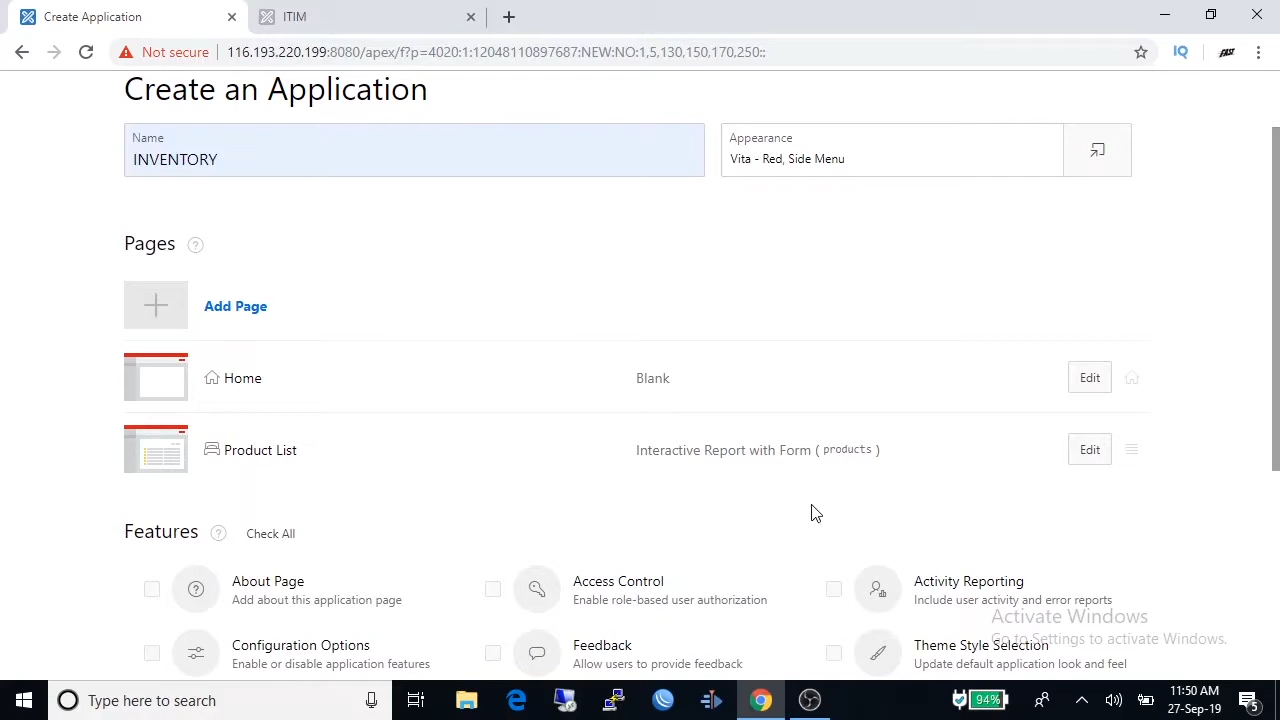 Create Application
ITIM
Not secure
116.193.220.199:8080/apex/f?p=4020:1:12048110897687:NEW:NO:1,5,130,150,170,250::
IQ
FAST
Create an Application
Name
INVENTORY
Appearance
Vita - Red, Side Menu
Pages
Add Page
Home
Blank
Edit
Product List
Interactive Report with Form ( products )
Edit
Features
Check All
About Page
Add about this application page
Access Control
Enable role-based user authorization
Activity Reporting
Include user activity and error reports
Configuration Options
Enable or disable application features
Feedback
Allow users to provide feedback
Theme Style Selection
Update default application look and feel
Activate Windows
Go to Settings to activate Windows.
Type here to search
94%
11:50 AM
27-Sep-19
5